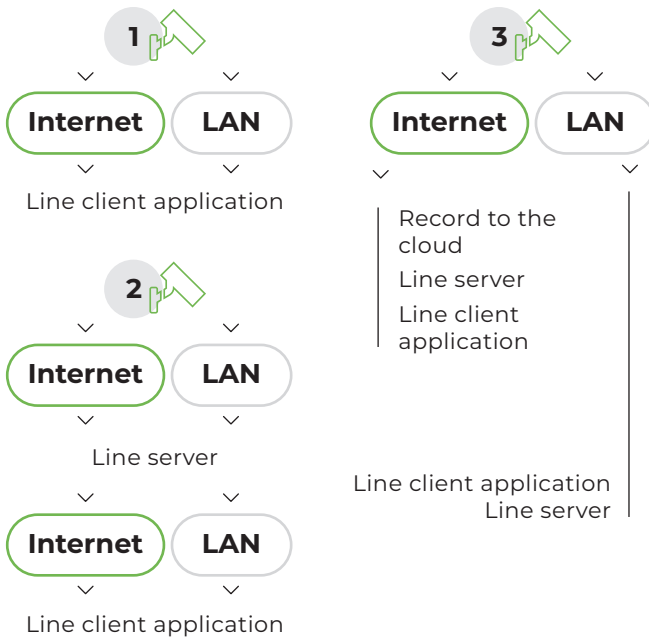 1
Internet LAN
Line client application
2
Internet LAN
Line server
Internet LAN
Line client application
3
Internet LAN
Record to the
cloud
Line server
Line client
application
Line client application
Line server